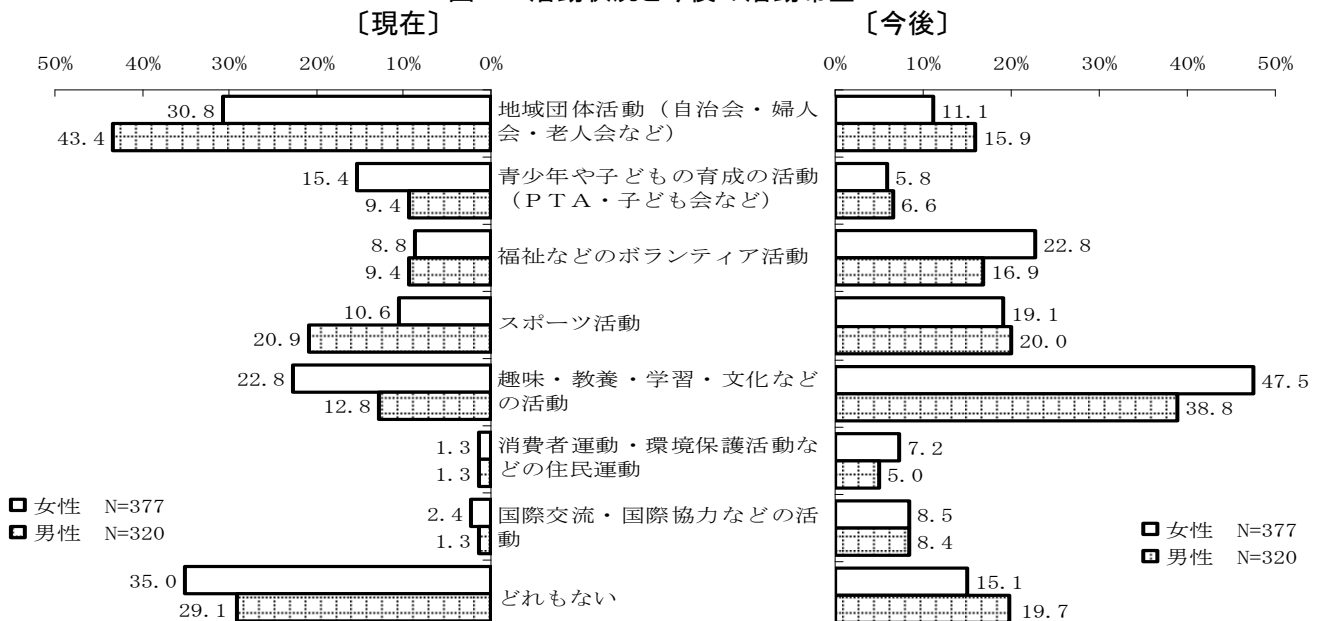 〔現在〕
〔今後〕
50% 40% 30% 20% 10% 0%
0% 10% 20% 30% 40% 50%
30.8
43.4
地域団体活動（自治会・婦人
会・老人会など）
11.1
15.9
15.4
9.4
青少年や子どもの育成の活動
（ＰＴＡ・子ども会など）
5.8
6.6
8.8
9.4
福祉などのボランティア活動
22.8
16.9
10.6
20.9
スポーツ活動
19.1
20.0
22.8
12.8
趣味・教養・学習・文化など
の活動
47.5
38.8
1.3
1.3
消費者運動・環境保護活動な
どの住民運動
7.2
5.0
2.4
1.3
国際交流・国際協力などの活
動
8.5
8.4
35.0
29.1
どれもない
15.1
19.7
女性 N=377
男性 N=320
女性 N=377
男性 N=320